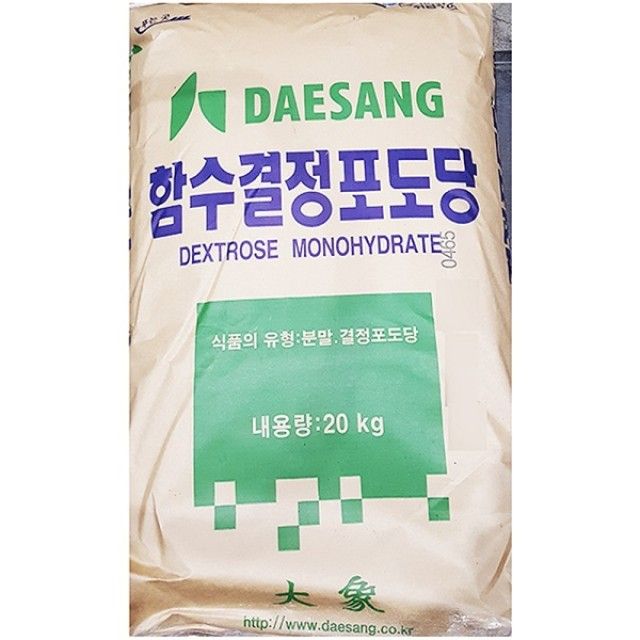 DAESANG
함수결정포도당
DEXTROSE MONOHYDRATE
0465
식품의 유형:분말.결정포도당
내용량:20 kg
大象
http://www.daesang.co.kr